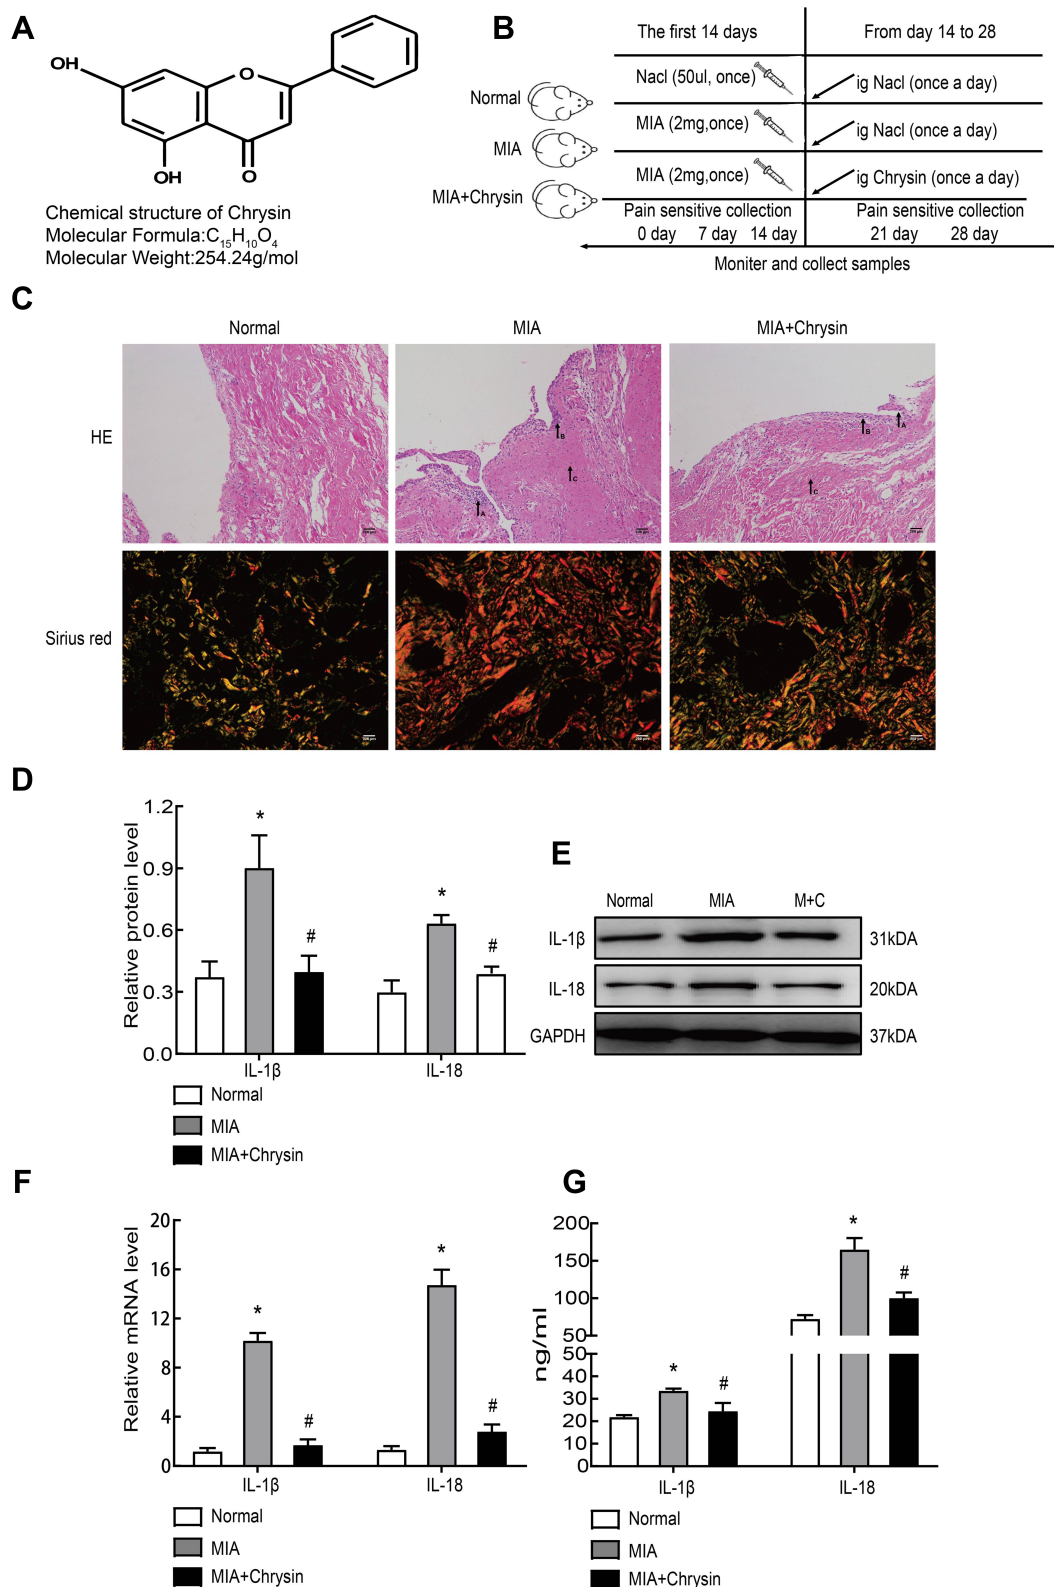 A
OH
O
OH
O
Chemical structure of Chrysin
Molecular Formula:C15H10O4
Molecular Weight:254.24g/mol
B
The first 14 days
From day 14 to 28
Normal
Nacl (50ul, once)
ig Nacl (once a day)
MIA
MIA (2mg,once)
ig Nacl (once a day)
MIA+Chrysin
MIA (2mg,once)
ig Chrysin (once a day)
Pain sensitive collection
Pain sensitive collection
0 day 7 day 14 day
21 day 28 day
Moniter and collect samples
C
Normal MIA MIA+Chrysin
HE
B
C
A
B
A
C
Sirius red
D
Relative protein level
1.2
0.9
0.6
0.3
0.0
* # * #
IL-1β IL-18
Normal
MIA
MIA+Chrysin
E
Normal MIA M+C
IL-1β 31kDA
IL-18 20kDA
GAPDH 37kDA
F
Relative mRNA level
20
16
12
8
4
0
* # * #
IL-1β IL-18
Normal
MIA
MIA+Chrysin
G
ng/ml
200
150
100
50
50
40
30
20
10
0
* # * #
IL-1β IL-18
Normal
MIA
MIA+Chrysin